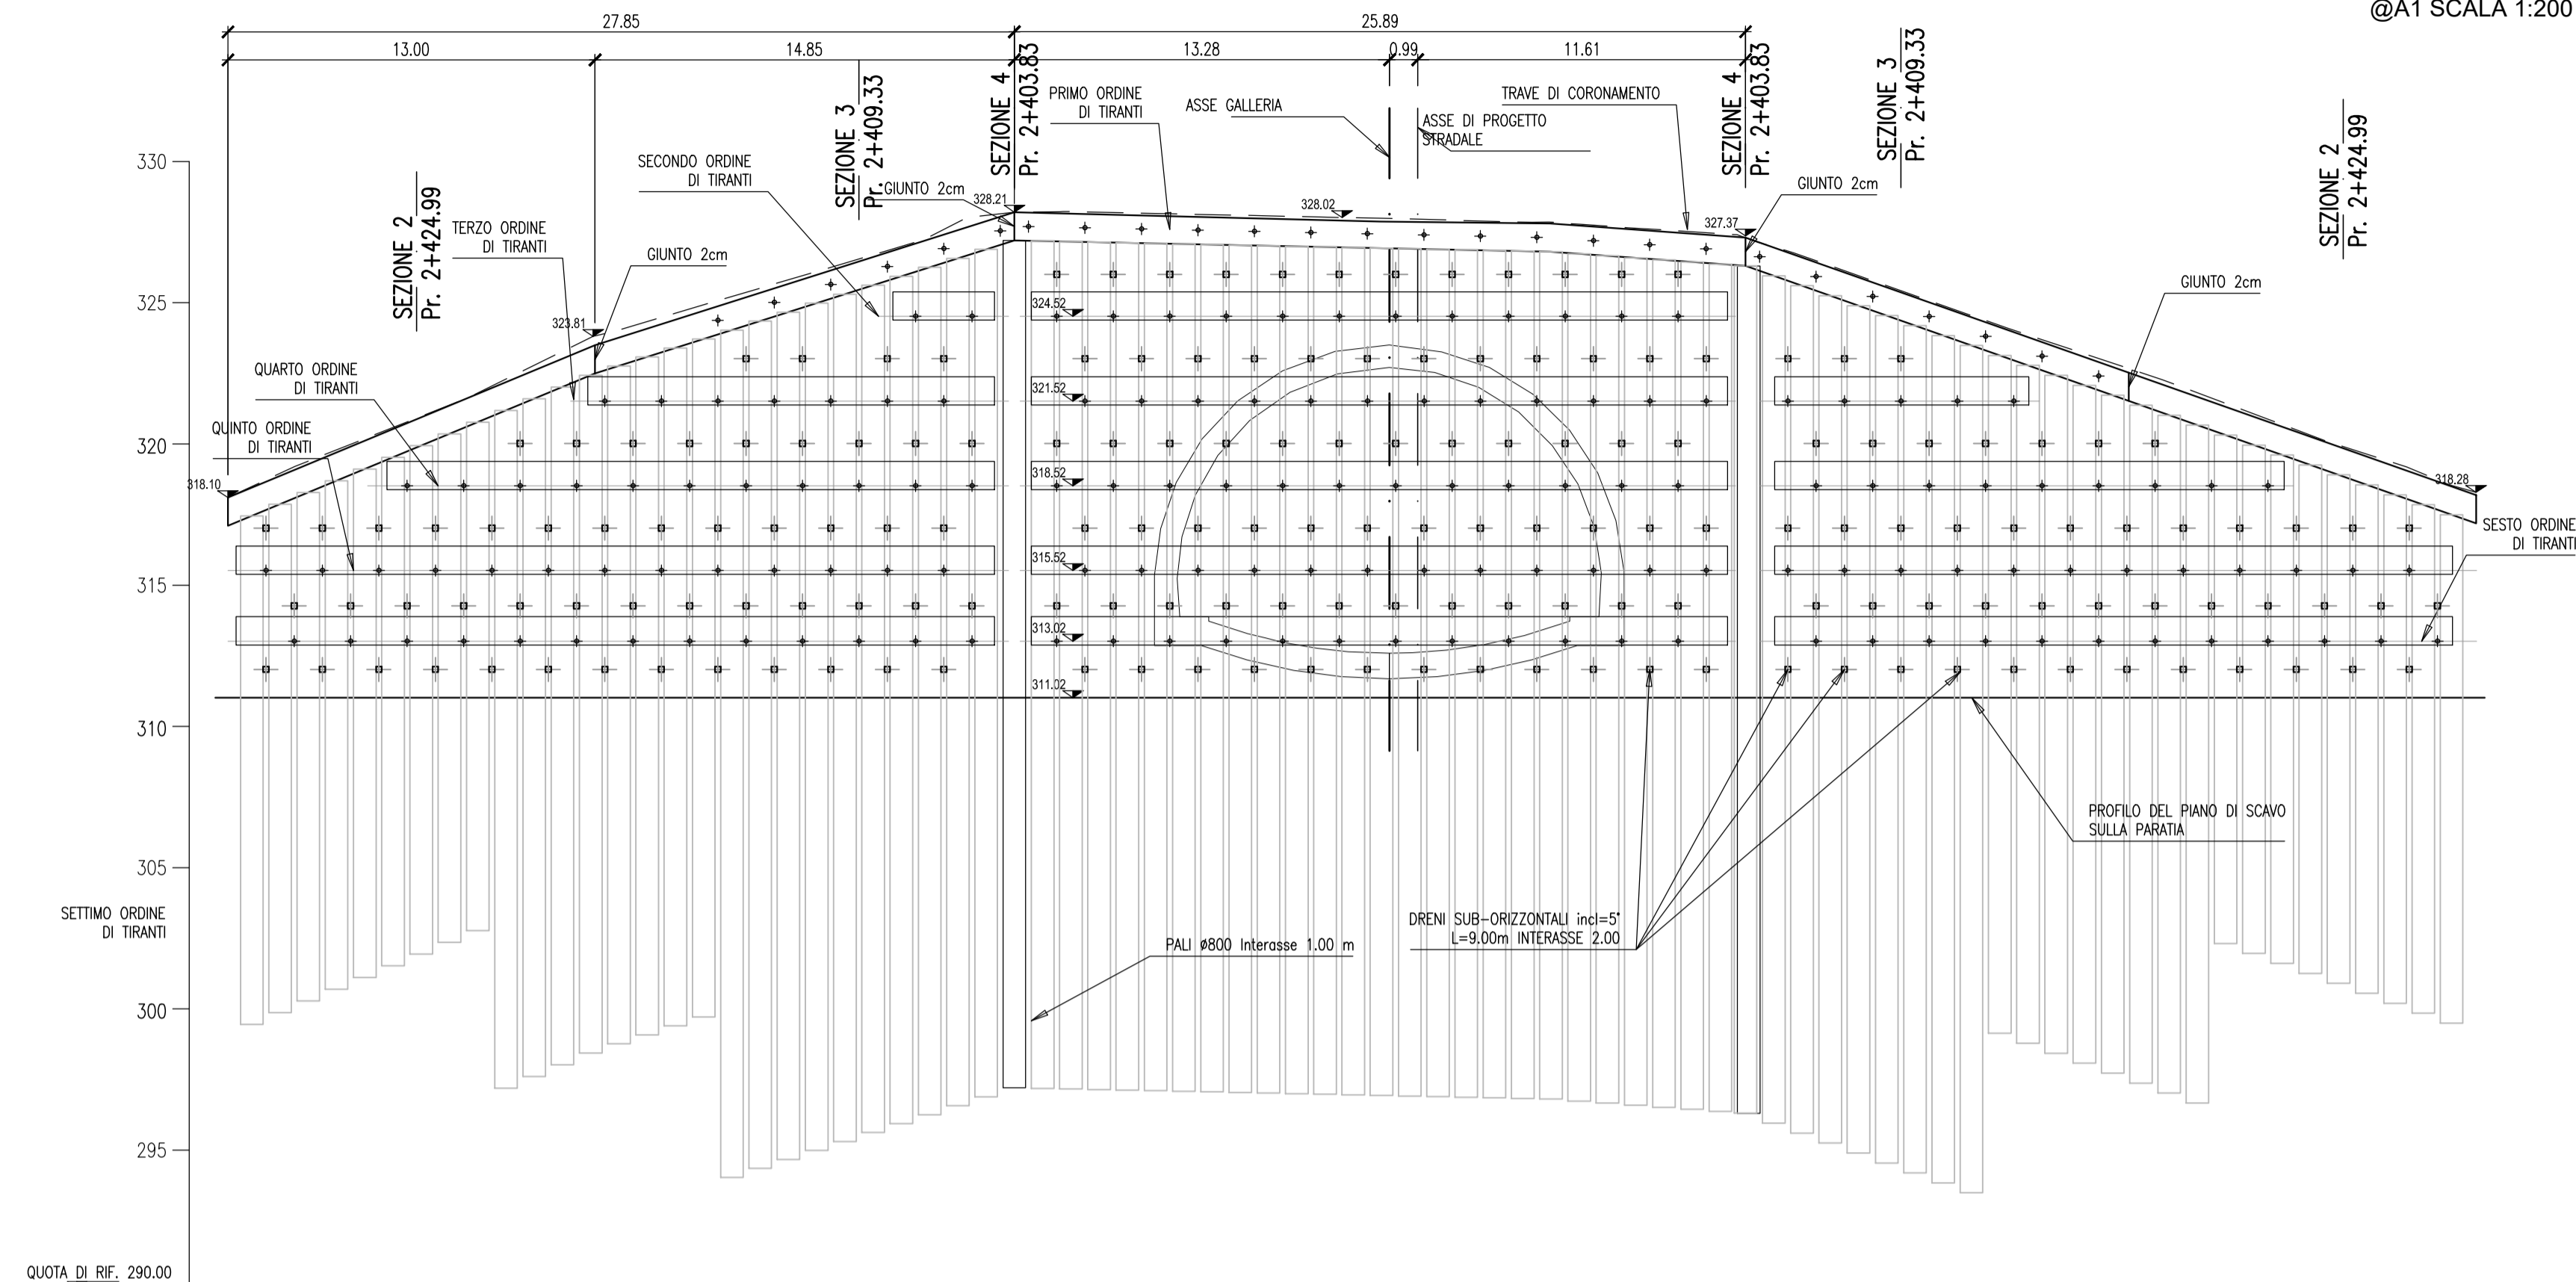 @A1 SCALA 1:200
27.85
25.89
13.00
14.85
13.28
0.99
11.61
SEZIONE 2
Pr. 2+424.99
SEZIONE 3
Pr. 2+409.33
SEZIONE 4
Pr. 2+403.83
SEZIONE 4
Pr. 2+403.83
SEZIONE 3
Pr. 2+409.33
SEZIONE 2
Pr. 2+424.99
PRIMO ORDINE
DI TIRANTI
ASSE GALLERIA
TRAVE DI CORONAMENTO
ASSE DI PROGETTO
STRADALE
SECONDO ORDINE
DI TIRANTI
GIUNTO 2cm
328.21
328.02
327.37
GIUNTO 2cm
TERZO ORDINE
DI TIRANTI
GIUNTO 2cm
GIUNTO 2cm
323.81
QUARTO ORDINE
DI TIRANTI
QUINTO ORDINE
DI TIRANTI
318.10
318.28
SESTO ORDINE
DI TIRANTI
324.52
321.52
318.52
315.52
313.02
311.02
330
325
320
315
310
305
300
295
PROFILO DEL PIANO DI SCAVO
SULLA PARATIA
SETTIMO ORDINE
DI TIRANTI
PALI ø800 Interasse 1.00 m
DRENI SUB-ORIZZONTALI incl=5°
L=9.00m INTERASSE 2.00
QUOTA DI RIF. 290.00